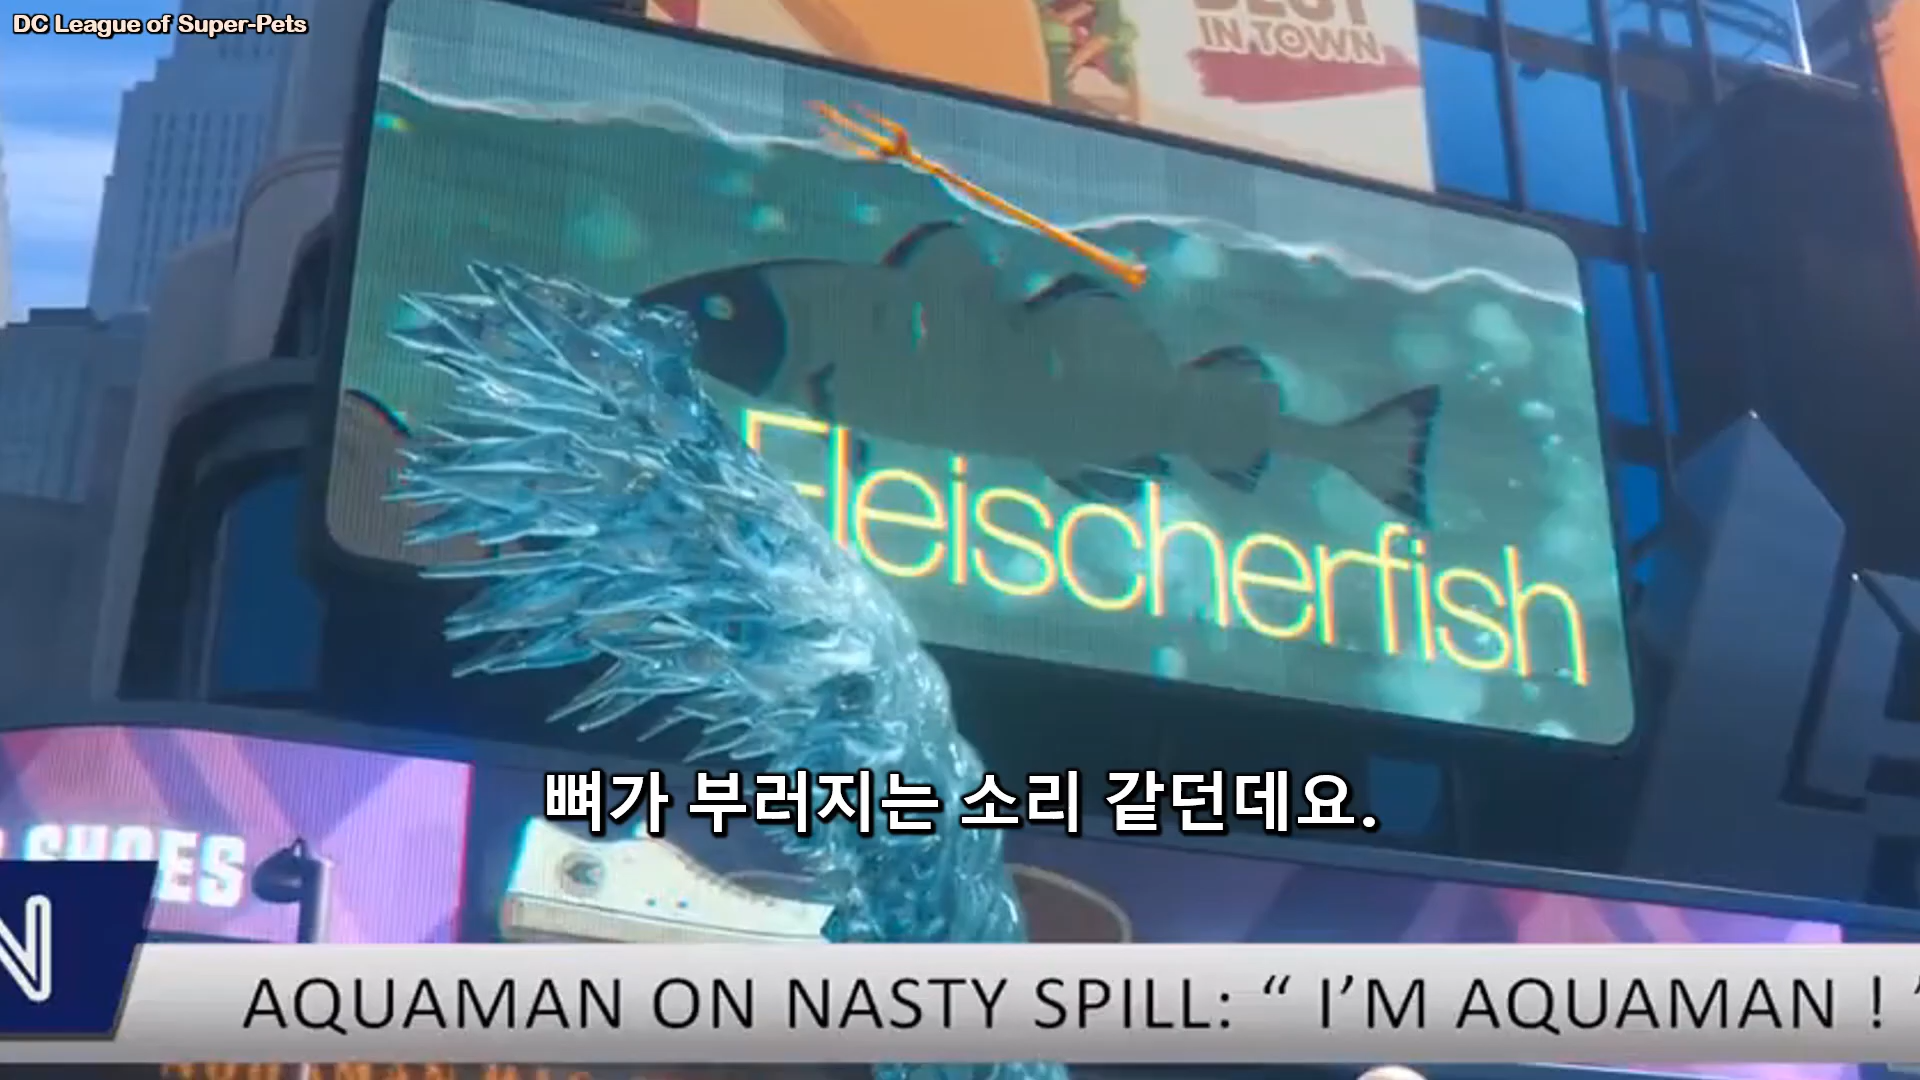 DC League of Super-Pets
IN TOWN
Fleischerfish
뼈가 부러지는 소리 같던데요.
SHOES
N
AQUAMAN ON NASTY SPILL: “ I’M AQUAMAN ! ”